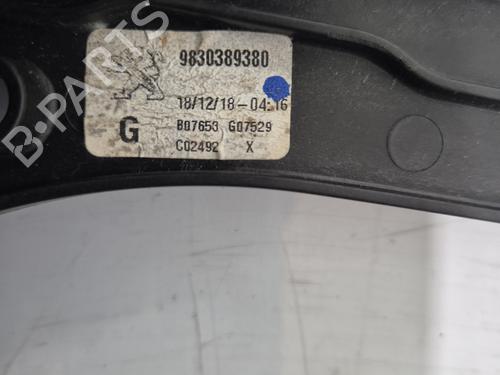 9830389380
18/12/18-04:16
G
B07653 G07529
C02492 X
B-Parts